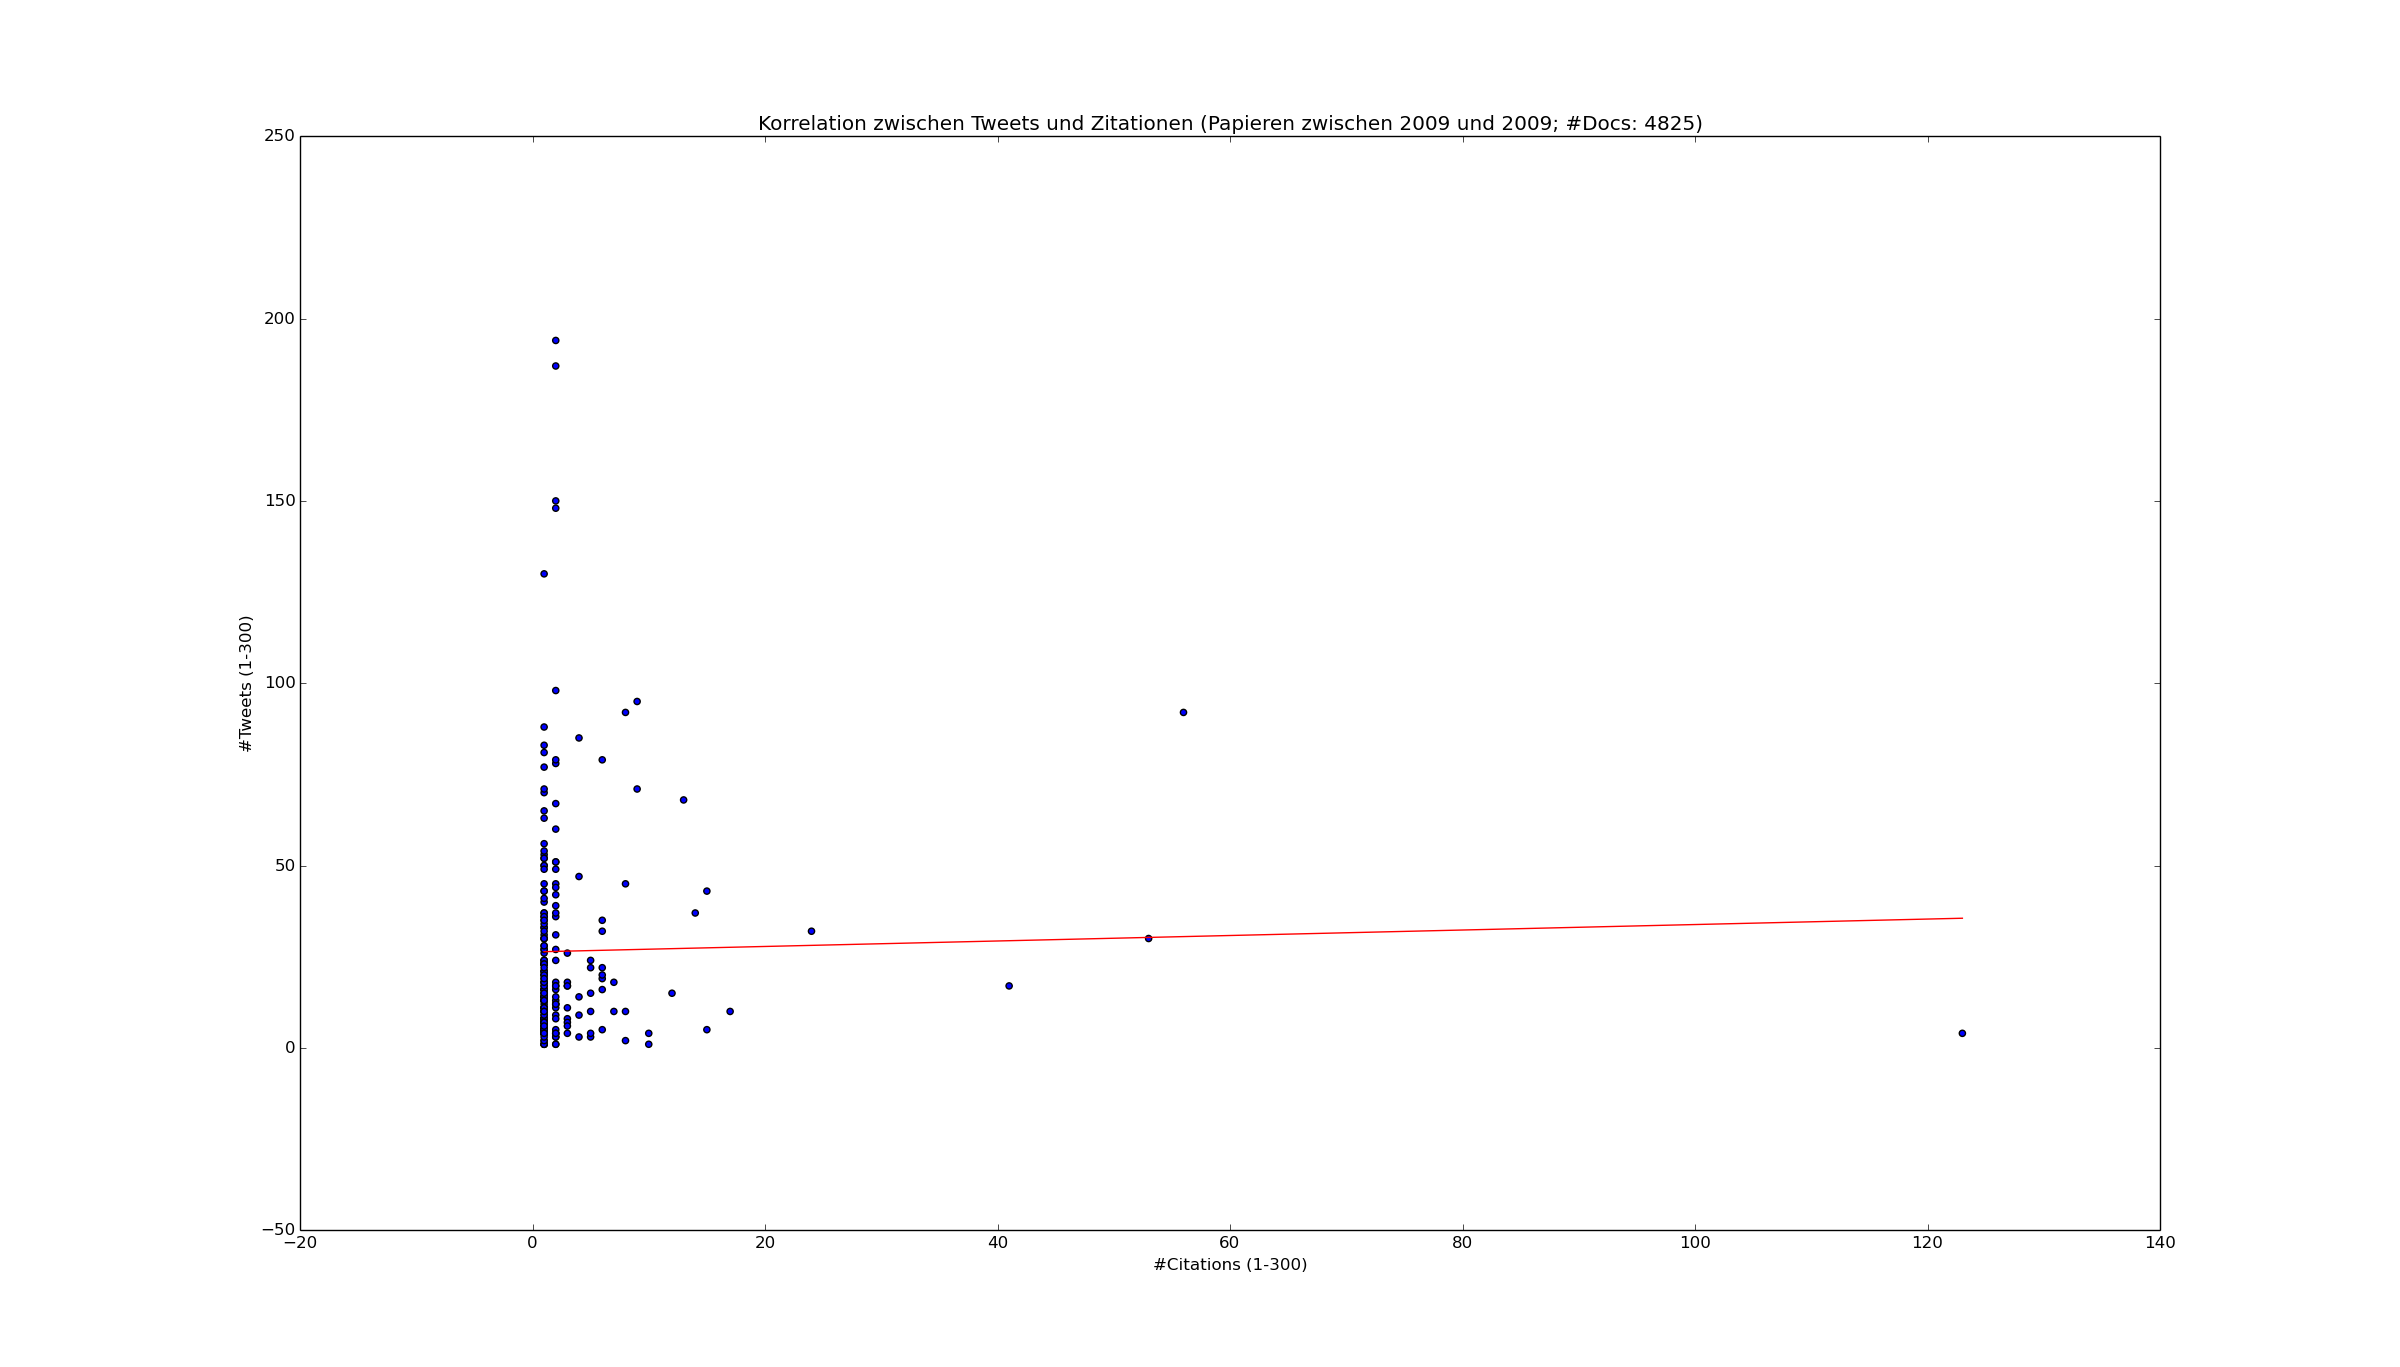 Korrelation zwischen Tweets und Zitationen (Papieren zwischen 2009 und 2009; #Docs: 4825)
250
200
150
100
50
0
−50
#Tweets (1-300)
−20 0 20 40 60 80 100 120 140
#Citations (1-300)